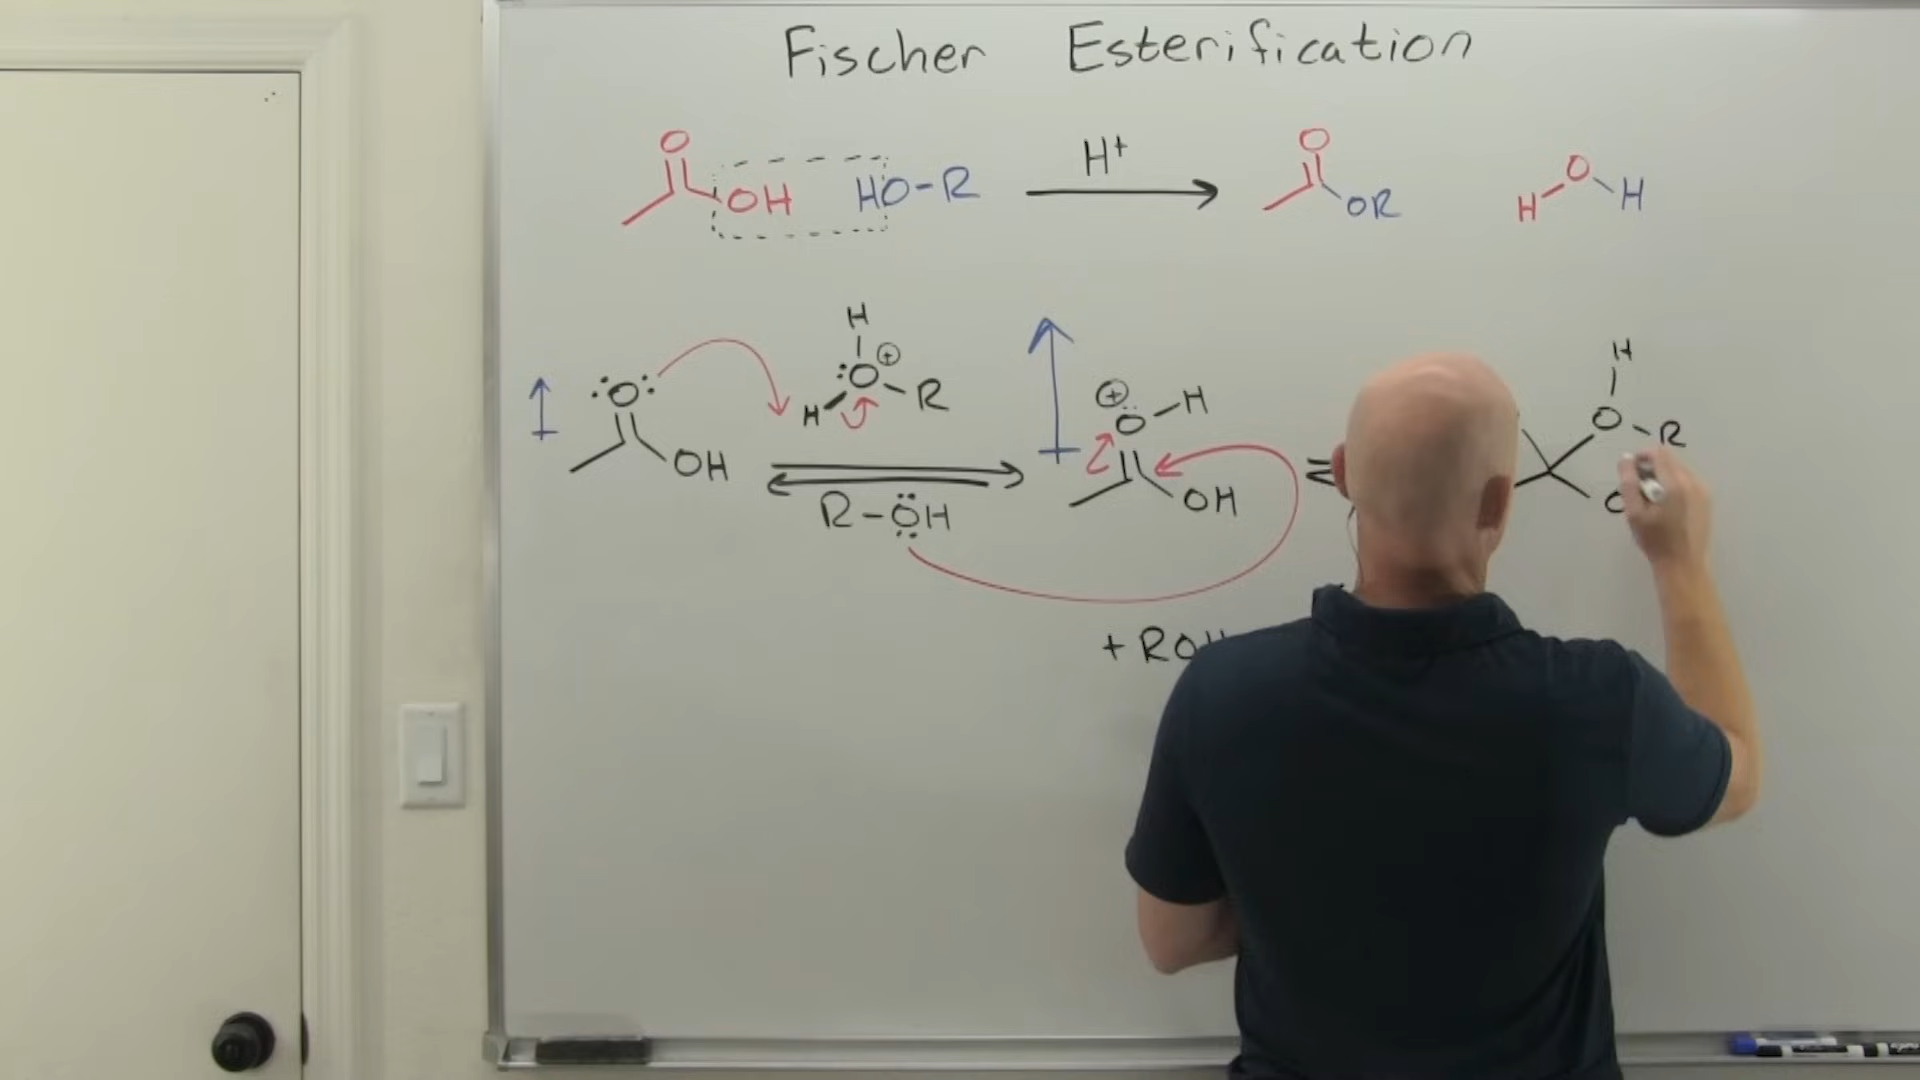 Fischer Esterification
O H+ O
OH HO-R OR H O H
H
:O: :O ⊕ R ⊕ O-H H
H O-R
OH OH
R-ÖH
+ RO